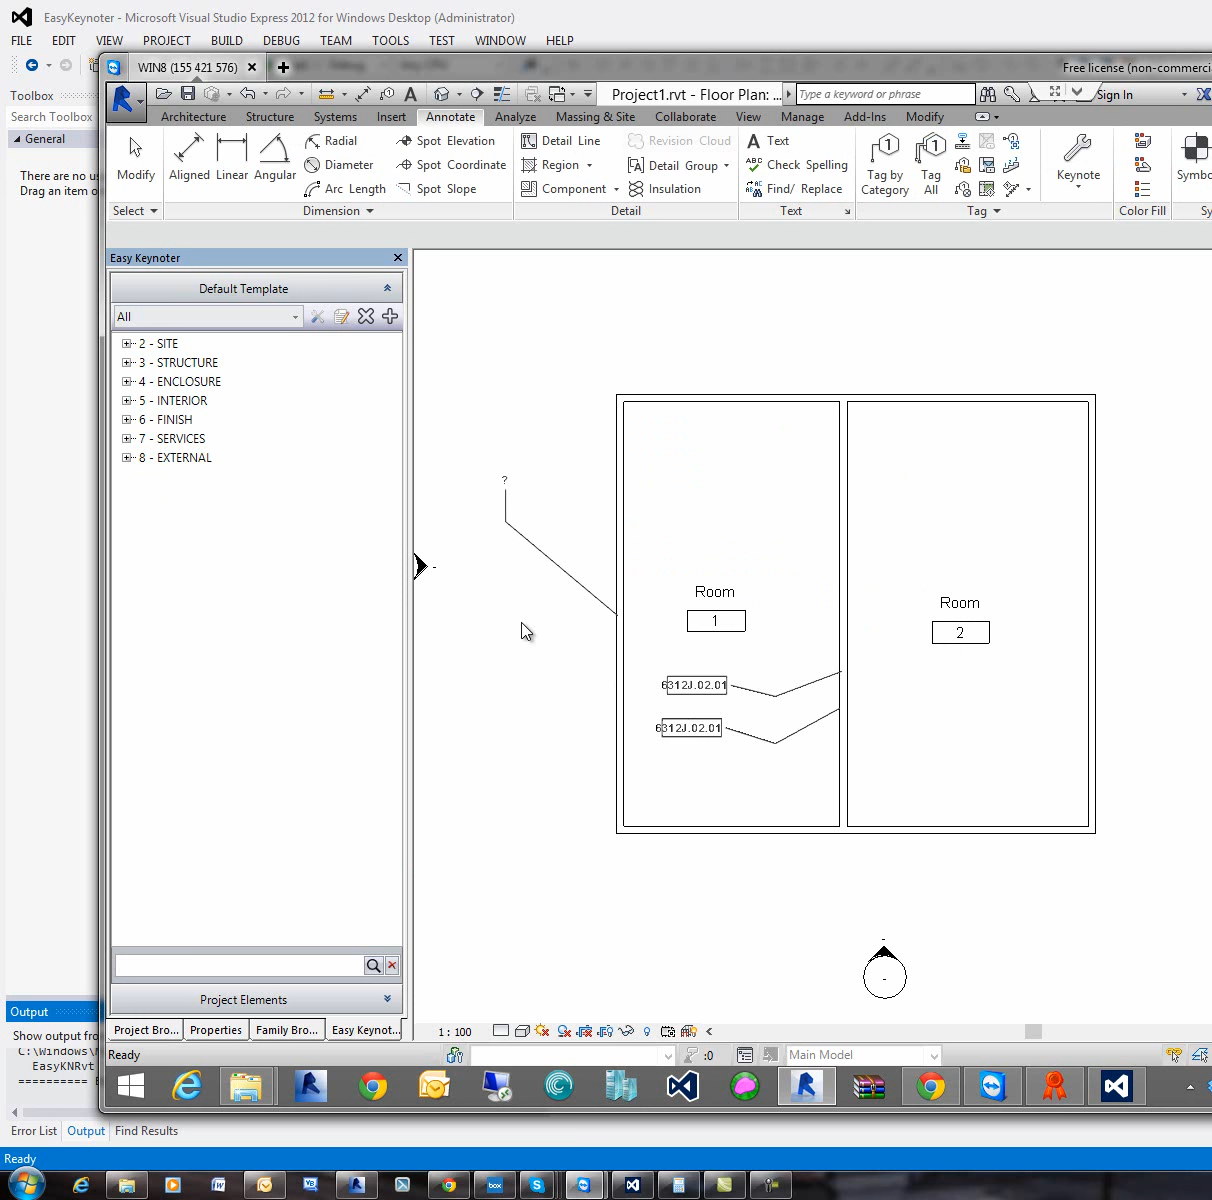 EasyKeynoter - Microsoft Visual Studio Express 2012 for Windows Desktop (Administrator)
FILE EDIT VIEW PROJECT BUILD DEBUG TEAM TOOLS TEST WINDOW HELP
WIN8 (155 421 576)
Free license (non-commerci
Toolbox
Search Toolbox
General
There are no us
Drag an item o
Project1.rvt - Floor Plan: ...
Type a keyword or phrase
Sign In
Architecture Structure Systems Insert Annotate Analyze Massing & Site Collaborate View Manage Add-Ins Modify
Modify
Aligned Linear Angular
Radial
Diameter
Arc Length
Spot Elevation
Spot Coordinate
Spot Slope
Detail Line
Region
Component
Revision Cloud
Detail Group
Insulation
A Text
ABC Check Spelling
Find/ Replace
Tag by Category
Tag All
Keynote
Symbo
Select Dimension Detail Text Tag Color Fill Sy
Easy Keynoter
Default Template
All
2 - SITE
3 - STRUCTURE
4 - ENCLOSURE
5 - INTERIOR
6 - FINISH
7 - SERVICES
8 - EXTERNAL
?
-
Room
1
Room
2
6312J.02.01
6312J.02.01
-
-
Project Elements
Project Bro... Properties Family Bro... Easy Keynot...
1 : 100
Ready
:0
Main Model
Output
Show output fro
C:\Windows\M
EasyKNRvt
==========
Error List Output Find Results
Ready